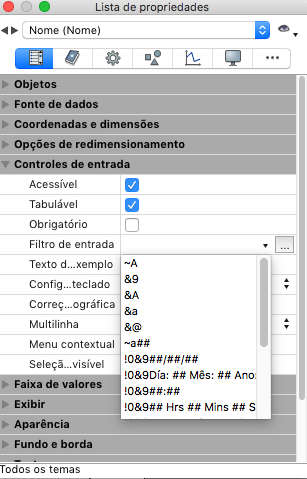 Lista de propriedades
Nome (Nome)
Objetos
Fonte de dados
Coordenadas e dimensões
Opções de redimensionamento
Controles de entrada
Acessível
Tabulável
Obrigatório
Filtro de entrada
...
Texto d...xemplo
~A
&9
Config...teclado
&A
Correç...ográfica
&a
&@
Multilinha
~a##
Menu contextual
!0&9##/##/##
Seleçã...visível
!0&9Día: ## Mês: ## Ano:
Faixa de valores
!0&9##:##
Exibir
!0&9## Hrs ## Mins ## S
Aparência
Fundo e borda
Todos os temas